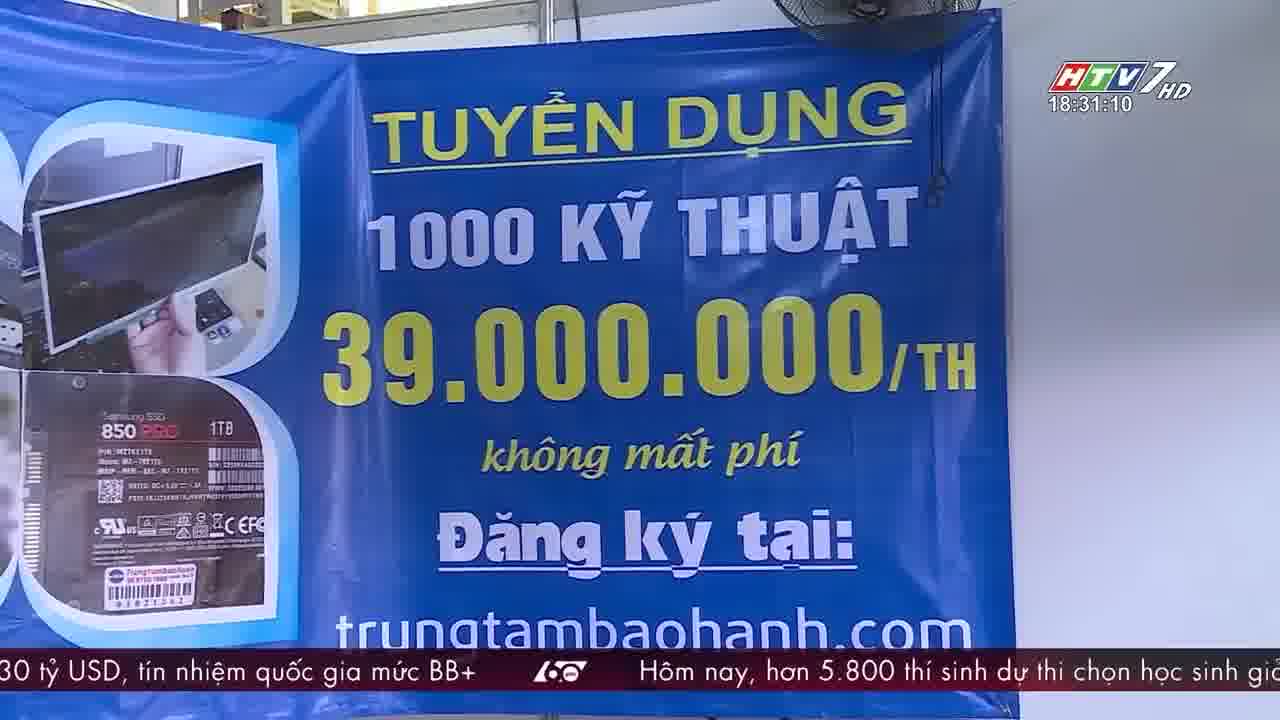 HTV7 HD
18:31:10
TUYỂN DỤNG
1000 KỸ THUẬT
39.000.000/TH
không mất phí
Đăng ký tại:
trungtambaohanh.com
Samsung SSD
850 PRO 1TB
Trungtambaohanh
30 tỷ USD, tín nhiệm quốc gia mức BB+
Hôm nay, hơn 5.800 thí sinh dự thi chọn học sinh giỏ